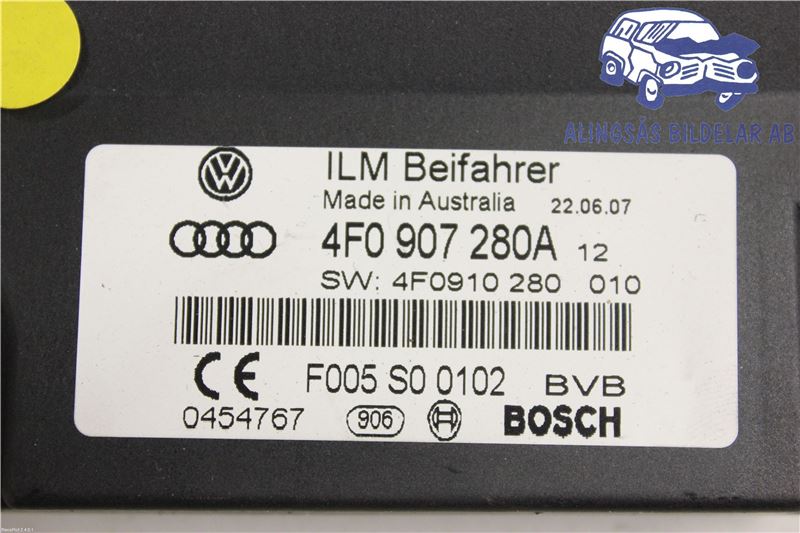 ALINGSÅS BILDELAR AB
ILM Beifahrer
Made in Australia 22.06.07
4F0 907 280A 12
SW: 4F0910 280 010
CE F005 S0 0102 BVB
0454767 906 BOSCH